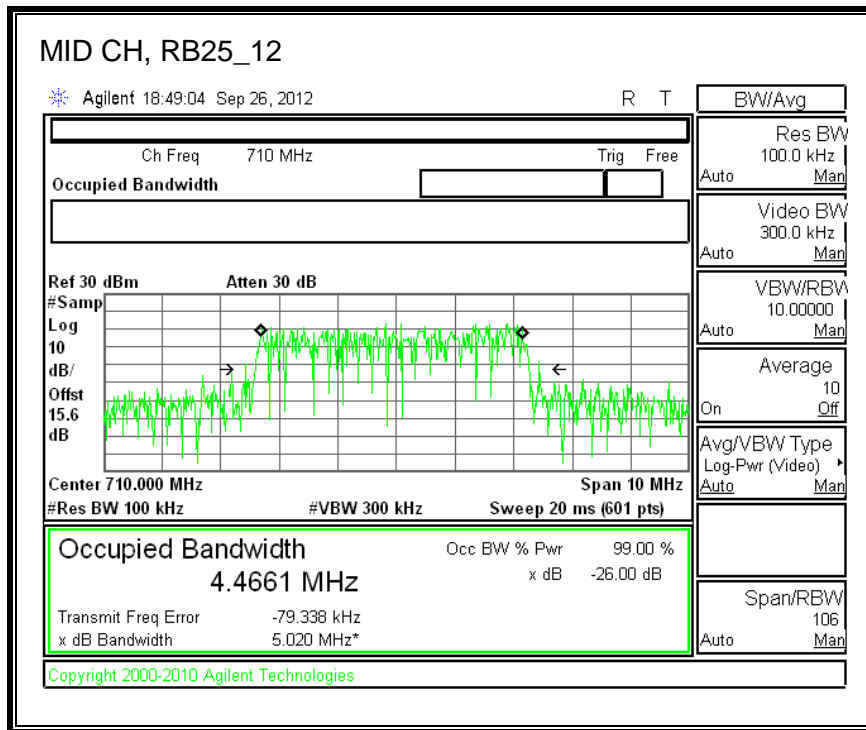 MID CH, RB25_12
Agilent 18:49:04 Sep 26, 2012 R T
Ch Freq 710 MHz Trig Free
Occupied Bandwidth
Ref 30 dBm Atten 30 dB
#Samp
Log
10
dB/
Offst
15.6
dB
Center 710.000 MHz Span 10 MHz
#Res BW 100 kHz #VBW 300 kHz Sweep 20 ms (601 pts)
Occupied Bandwidth
4.4661 MHz
Occ BW % Pwr 99.00 %
x dB -26.00 dB
Transmit Freq Error -79.338 kHz
x dB Bandwidth 5.020 MHz*
Copyright 2000-2010 Agilent Technologies
BW/Avg
Res BW
100.0 kHz
Auto Man
Video BW
300.0 kHz
Auto Man
VBW/RBW
10.00000
Auto Man
Average
10
On Off
Avg/VBW Type
Log-Pwr (Video)
Auto Man
Span/RBW
106
Auto Man